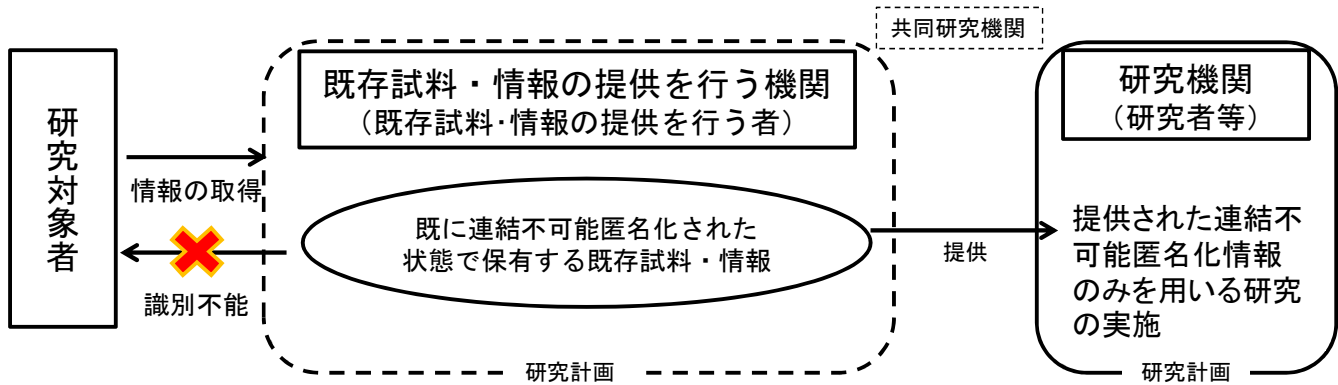 共同研究機関
研究対象者
情報の取得
識別不能
既存試料・情報の提供を行う機関
（既存試料・情報の提供を行う者）
既に連結不可能匿名化された
状態で保有する既存試料・情報
研究計画
提供
研究機関
（研究者等）
提供された連結不
可能匿名化情報
のみを用いる研究
の実施
研究計画